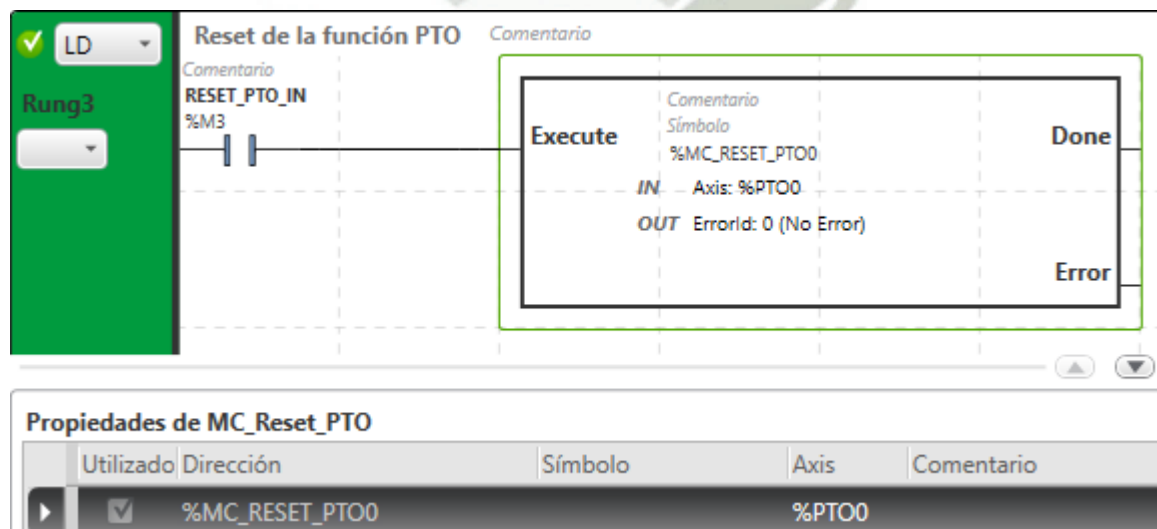 LD
Reset de la función PTO
Comentario
Rung3
Comentario
RESET_PTO_IN
%M3
Execute
Comentario
Símbolo
%MC_RESET_PTO0
Done
IN Axis: %PTO0
OUT ErrorId: 0 (No Error)
Error
Propiedades de MC_Reset_PTO
Utilizado Dirección Símbolo Axis Comentario
%MC_RESET_PTO0 %PTO0